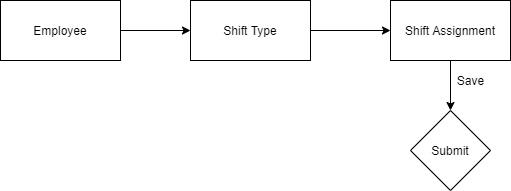 Employee
Shift Type
Shift Assignment
Save
Submit